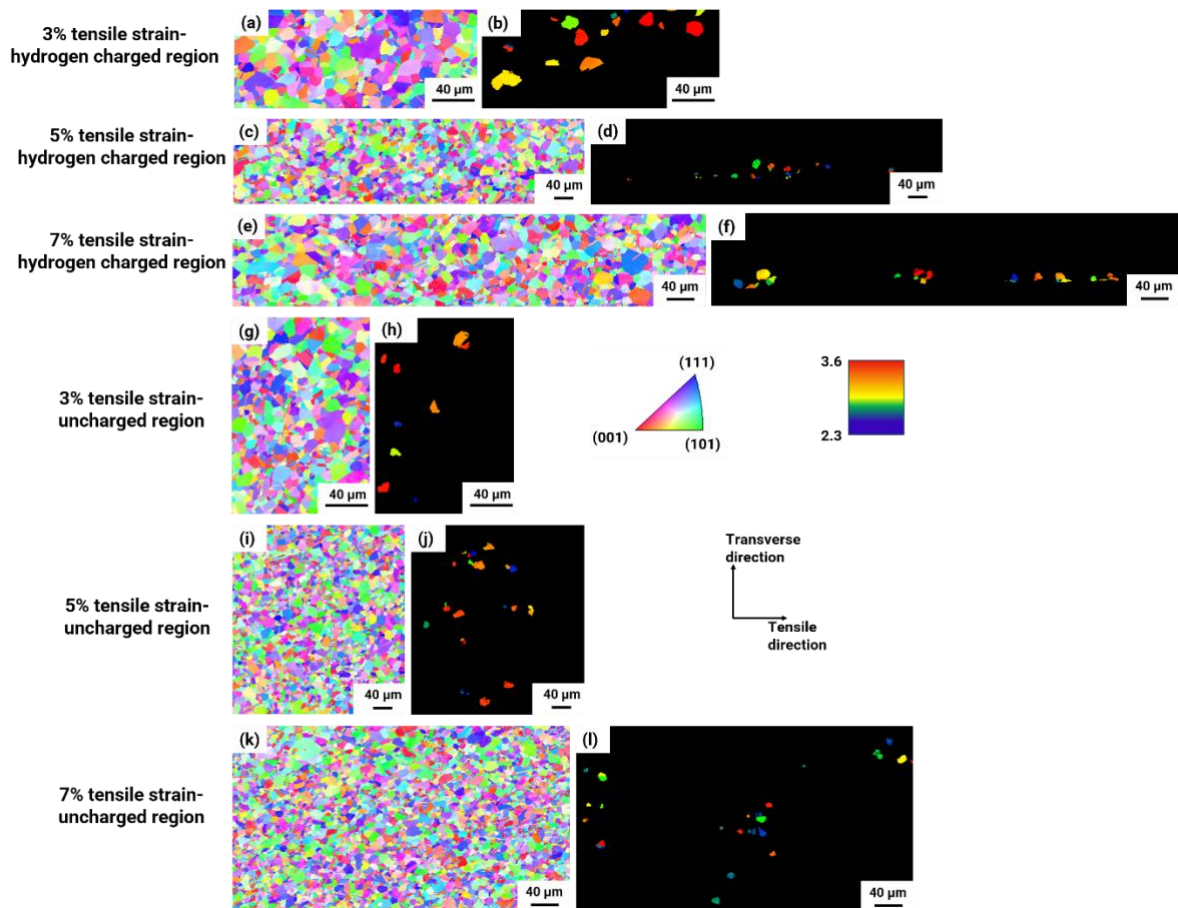 3% tensile strain-
hydrogen charged region
(a)
40 µm
(b)
40 µm
5% tensile strain-
hydrogen charged region
(c)
40 µm
(d)
40 µm
7% tensile strain-
hydrogen charged region
(e)
40 µm
(f)
40 µm
3% tensile strain-
uncharged region
(g)
40 µm
(h)
40 µm
(111)
(001)
(101)
3.6
2.3
5% tensile strain-
uncharged region
(i)
40 µm
(j)
40 µm
Transverse
direction
Tensile
direction
7% tensile strain-
uncharged region
(k)
40 µm
(l)
40 µm